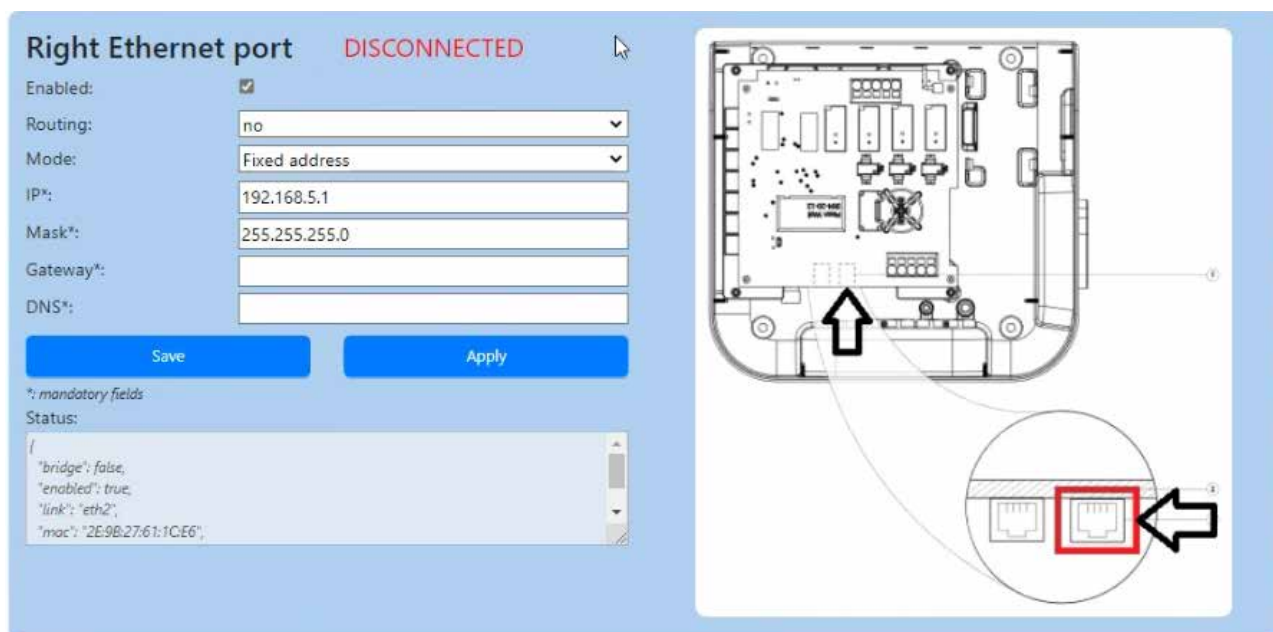 Right Ethernet port DISCONNECTED
Enabled:
Routing: no
Mode: Fixed address
IP*: 192.168.5.1
Mask*: 255.255.255.0
Gateway*:
DNS*:
Save Apply
*: mandatory fields
Status:
{
"bridge": false,
"enabled": true,
"link": "eth2",
"mac": "2E:9B:27:61:1C:E6",